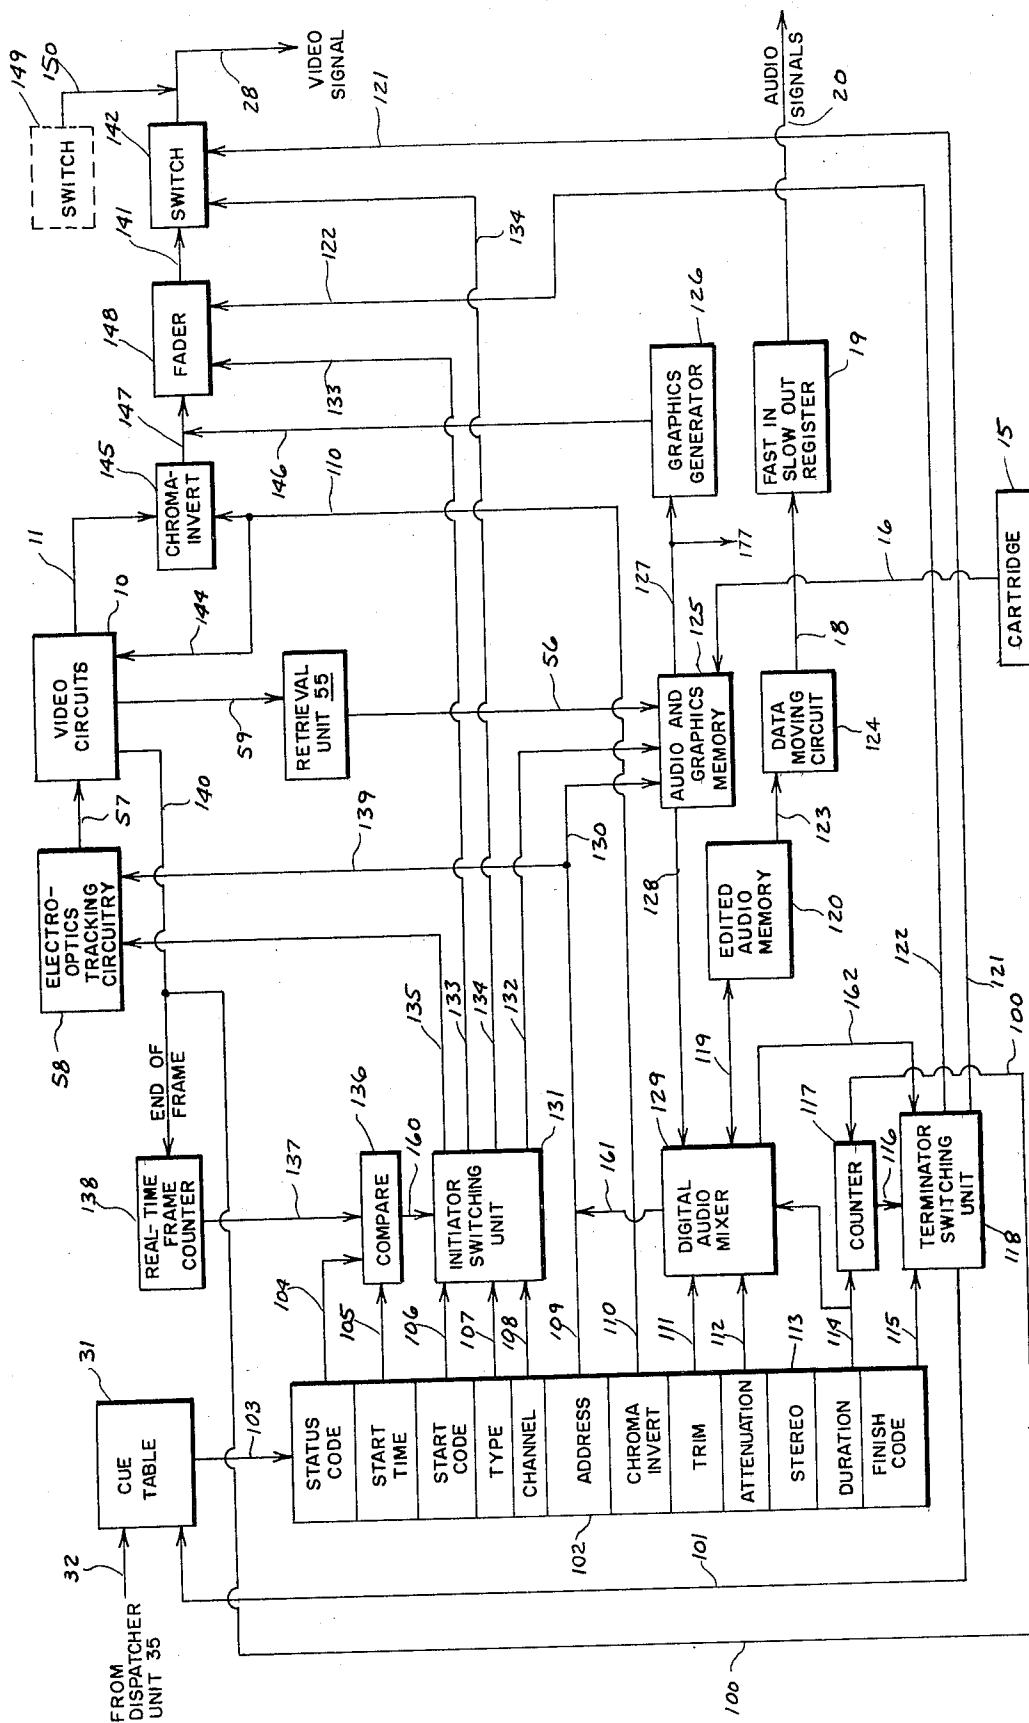 FROM
DISPATCHER
UNIT 35
32
CUE
TABLE
31
103
101
100
STATUS
CODE
START
TIME
START
CODE
TYPE
CHANNEL
ADDRESS
CHROMA
INVERT
TRIM
ATTENUATION
STEREO
DURATION
FINISH
CODE
102
104
105
106
107
108
109
110
111
112
113
114
115
138
REAL-TIME
FRAME
COUNTER
END OF
FRAME
137
COMPARE
136
160
INITIATOR
SWITCHING
UNIT
131
135
133
134
132
161
DIGITAL
AUDIO
MIXER
129
COUNTER
117
116
TERMINATOR
SWITCHING
UNIT
118
162
119
128
122
121
100
58
ELECTRO-
OPTICS
TRACKING
CIRCUITRY
57
140
139
130
EDITED
AUDIO
MEMORY
120
123
VIDEO
CIRCUITS
10
11
59
144
RETRIEVAL
UNIT 55
56
AUDIO AND
GRAPHICS
MEMORY
125
127
177
DATA
MOVING
CIRCUIT
124
18
16
CARTRIDGE
15
CHROMA-
INVERT
145
147
146
110
GRAPHICS
GENERATOR
126
FAST IN
SLOW OUT
REGISTER
19
FADER
148
133
122
141
134
SWITCH
142
121
SWITCH
149
150
28
VIDEO
SIGNAL
AUDIO
SIGNALS
20